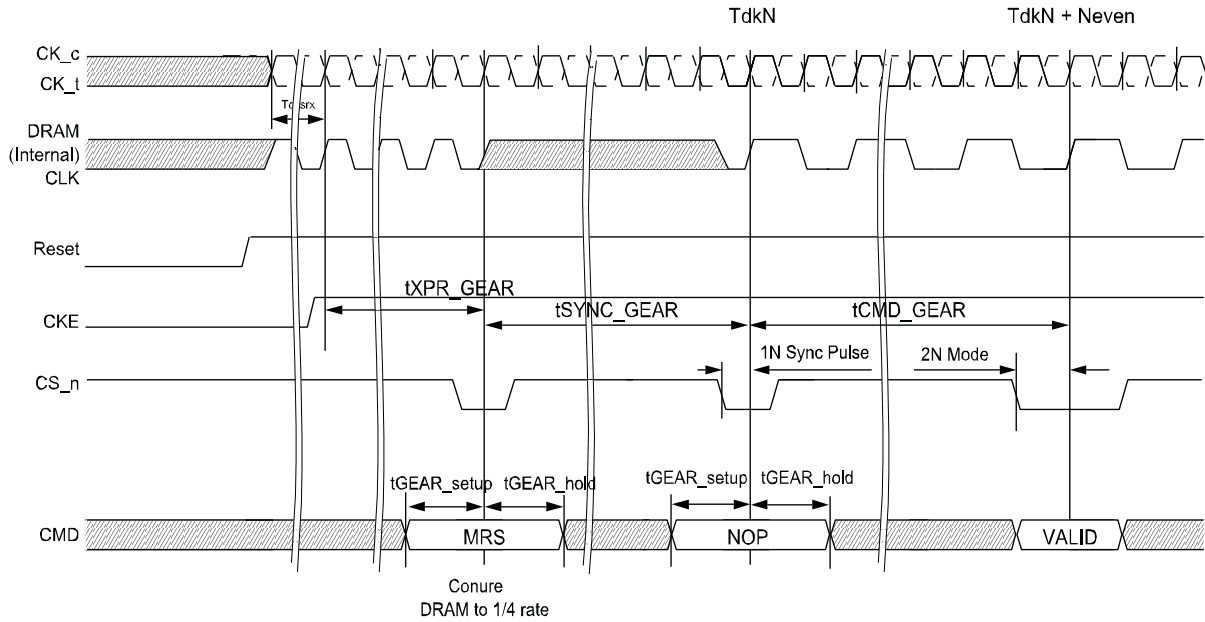 TdkN
TdkN + Neven
CK_c
CK_t
DRAM
(Internal)
CLK
Reset
tXPR_GEAR
tSYNC_GEAR
tCMD_GEAR
CKE
1N Sync Pulse
2N Mode
CS_n
tGEAR_setup
tGEAR_hold
tGEAR_setup
tGEAR_hold
CMD
MRS
NOP
VALID
Conure
DRAM to 1/4 rate